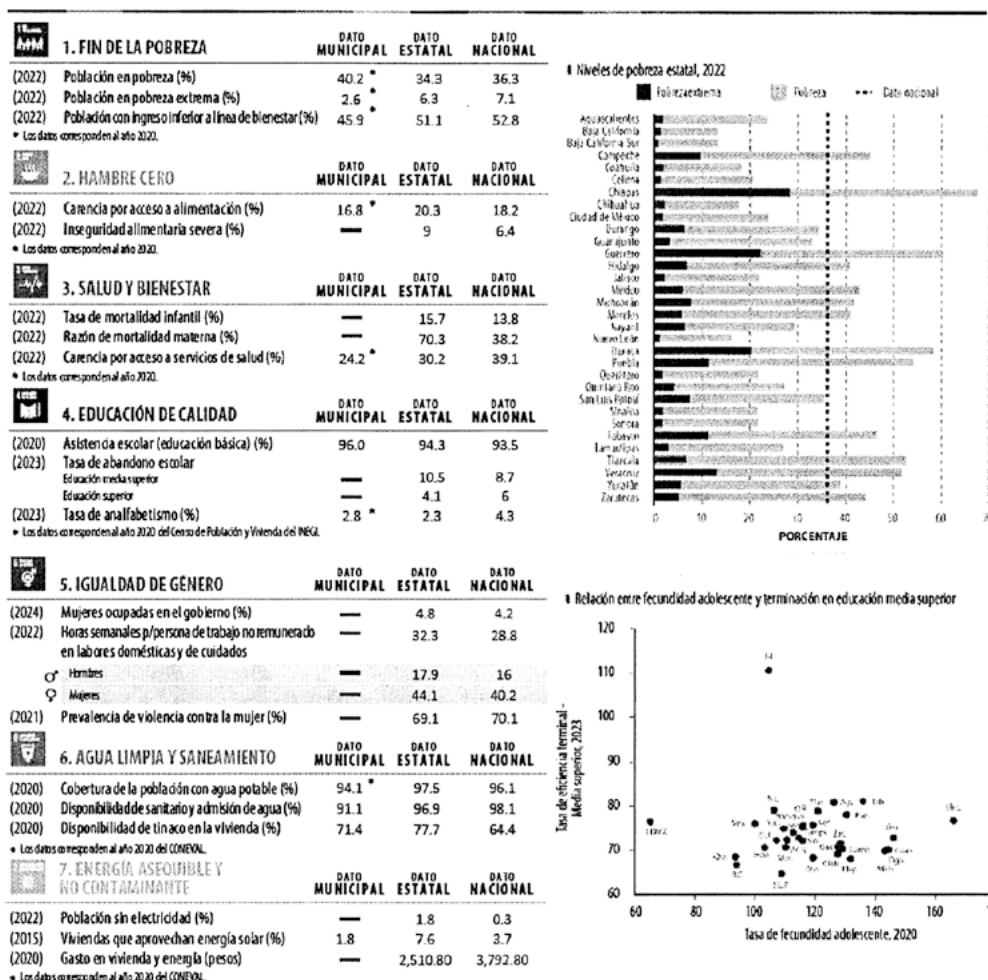 1. FIN DE LA POBREZA DATO MUNICIPAL DATO ESTATAL DATO NACIONAL
(2022) Población en pobreza (%) 40.2 * 34.3 36.3
(2022) Población en pobreza extrema (%) 2.6 * 6.3 7.1
(2022) Población con ingreso inferior a línea de bienestar (%) 45.9 * 51.1 52.8
* Los datos corresponden al año 2020.
2. HAMBRE CERO DATO MUNICIPAL DATO ESTATAL DATO NACIONAL
(2022) Carencia por acceso a alimentación (%) 16.8 * 20.3 18.2
(2022) Inseguridad alimentaria severa (%) — 9 6.4
* Los datos corresponden al año 2020.
3. SALUD Y BIENESTAR DATO MUNICIPAL DATO ESTATAL DATO NACIONAL
(2022) Tasa de mortalidad infantil (%) — 15.7 13.8
(2022) Razón de mortalidad materna (%) — 70.3 38.2
(2022) Carencia por acceso a servicios de salud (%) 24.2 * 30.2 39.1
* Los datos corresponden al año 2020.
4. EDUCACIÓN DE CALIDAD DATO MUNICIPAL DATO ESTATAL DATO NACIONAL
(2020) Asistencia escolar (educación básica) (%) 96.0 94.3 93.5
(2023) Tasa de abandono escolar
Educación media superior — 10.5 8.7
Educación superior — 4.1 6
(2023) Tasa de analfabetismo (%) 2.8 * 2.3 4.3
* Los datos corresponden al año 2020 del Censo de Población y Vivienda del INEGI.
5. IGUALDAD DE GÉNERO DATO MUNICIPAL DATO ESTATAL DATO NACIONAL
(2024) Mujeres ocupadas en el gobierno (%) — 4.8 4.2
(2022) Horas semanales p/persona de trabajo no remunerado
en labores domésticas y de cuidados — 32.3 28.8
♂ Hombres — 17.9 16
♀ Mujeres — 44.1 40.2
(2021) Prevalencia de violencia contra la mujer (%) — 69.1 70.1
6. AGUA LIMPIA Y SANEAMIENTO DATO MUNICIPAL DATO ESTATAL DATO NACIONAL
(2020) Cobertura de la población con agua potable (%) 94.1 * 97.5 96.1
(2020) Disponibilidad de sanitario y admisión de agua (%) 91.1 96.9 98.1
(2020) Disponibilidad de tinaco en la vivienda (%) 71.4 77.7 64.4
* Los datos corresponden al año 2020 del CONEVAL.
7. ENERGÍA ASEQUIBLE Y
NO CONTAMINANTE DATO MUNICIPAL DATO ESTATAL DATO NACIONAL
(2022) Población sin electricidad (%) — 1.8 0.3
(2015) Viviendas que aprovechan energía solar (%) 1.8 7.6 3.7
(2020) Gasto en vivienda y energía (pesos) — 2,510.80 3,792.80
* Los datos corresponden al año 2020 del CONEVAL.
Niveles de pobreza estatal, 2022
Pobreza extrema Pobreza Dato nacional
Aguascalientes
Baja California
Baja California Sur
Campeche
Coahuila
Colima
Chiapas
Chihuahua
Ciudad de México
Durango
Guanajuato
Guerrero
Hidalgo
Jalisco
México
Michoacán
Morelos
Nayarit
Nuevo León
Oaxaca
Puebla
Querétaro
Quintana Roo
San Luis Potosí
Sinaloa
Sonora
Tabasco
Tamaulipas
Tlaxcala
Veracruz
Yucatán
Zacatecas
0 10 20 30 40 50 60 70
PORCENTAJE
Relación entre fecundidad adolescente y terminación en educación media superior
Tasa de eficiencia terminal -
Media superior, 2023
120
110
100
90
80
70
60
60 80 100 120 140 160 180
Tasa de fecundidad adolescente, 2020